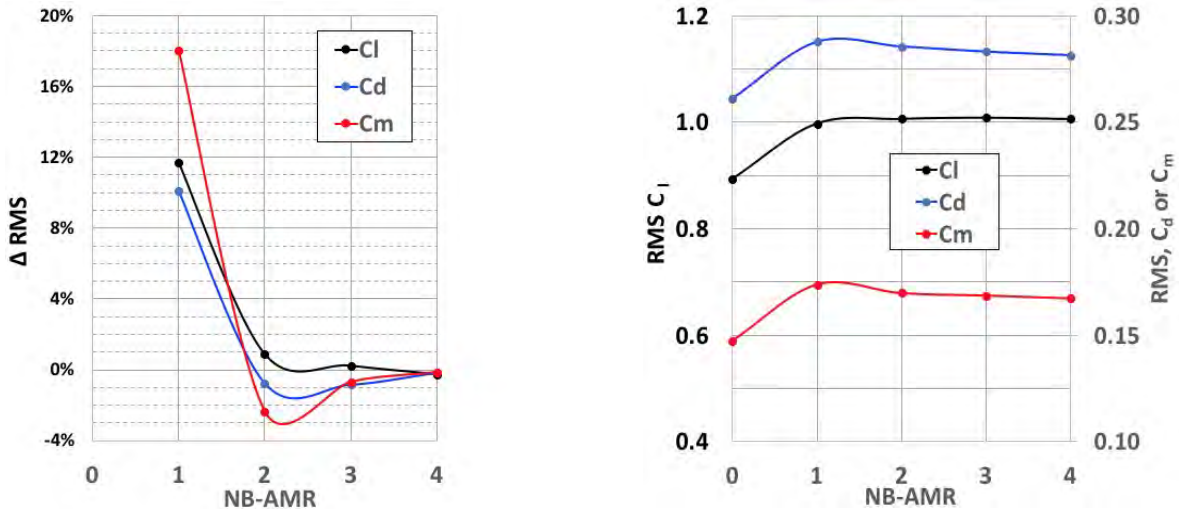 20%
16%
12%
8%
4%
0%
-4%
Δ RMS
Cl
Cd
Cm
0 1 2 3 4
NB-AMR
1.2
1.0
0.8
0.6
0.4
RMS C l
Cl
Cd
Cm
0.30
0.25
0.20
0.15
0.10
RMS, Cd or Cm
0 1 2 3 4
NB-AMR